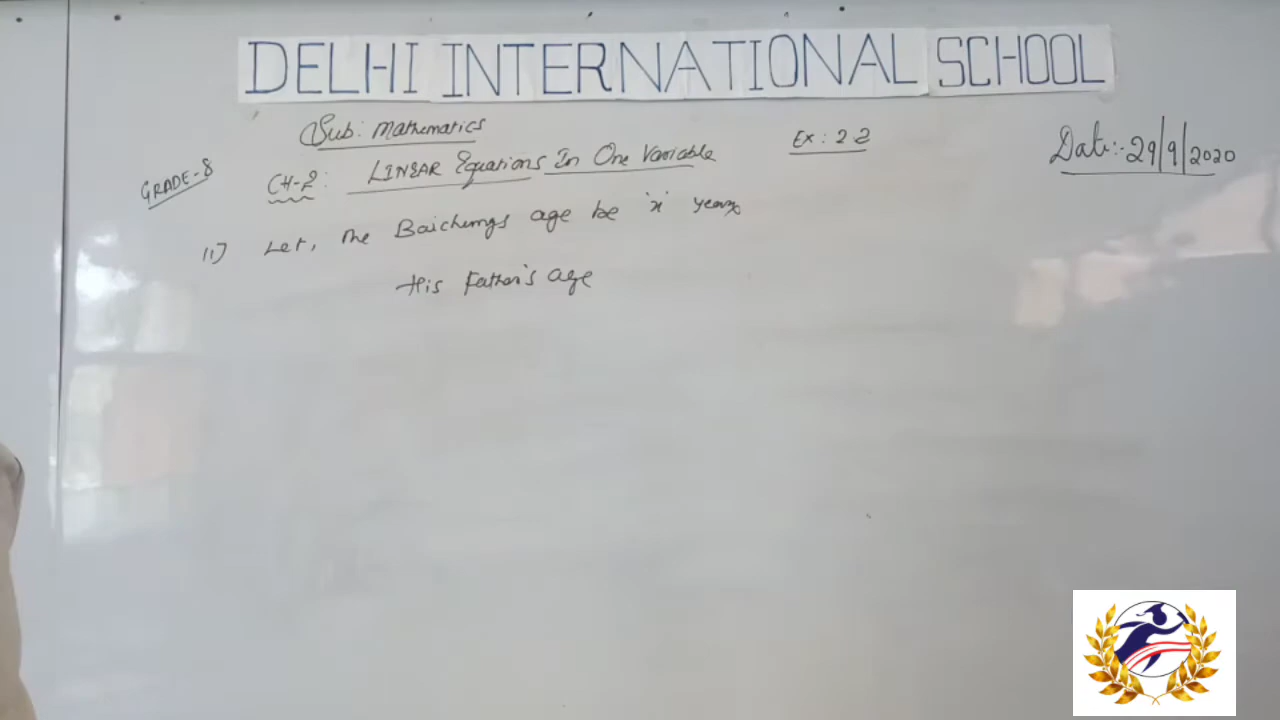 DELHI INTERNATIONAL SCHOOL
Sub: Mathematics
Ex: 2.2
Date:- 29/9/2020
GRADE-8
CH-2: LINEAR Equations In One Variable
11) Let, the Baichungs age be 'x' years
His Father's age